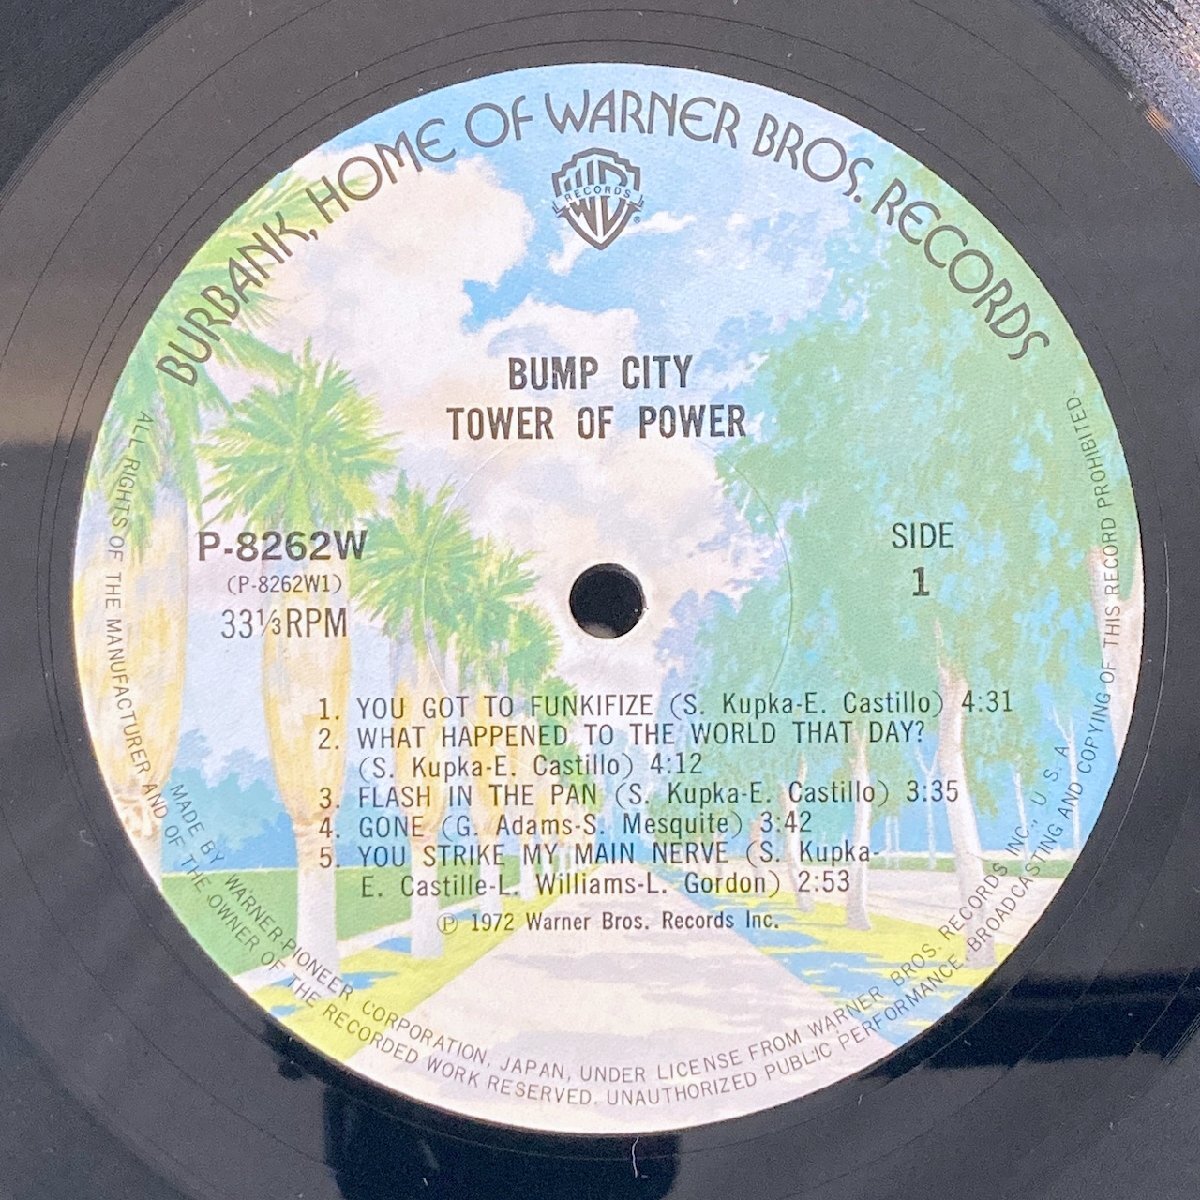 BURBANK, HOME OF WARNER BROS. RECORDS
WB
RECORDS
®
BUMP CITY
TOWER OF POWER
P-8262W
(P-8262W1)
33⅓RPM
SIDE
1
1. YOU GOT TO FUNKIFIZE (S. Kupka-E. Castillo) 4:31
2. WHAT HAPPENED TO THE WORLD THAT DAY?
(S. Kupka-E. Castillo) 4:12
3. FLASH IN THE PAN (S. Kupka-E. Castillo) 3:35
4. GONE (G. Adams-S. Mesquite) 3:42
5. YOU STRIKE MY MAIN NERVE (S. Kupka-
E. Castille-L. Williams-L. Gordon) 2:53
Ⓟ 1972 Warner Bros. Records Inc.
MADE BY WARNER-PIONEER CORPORATION, JAPAN, UNDER LICENSE FROM WARNER BROS. RECORDS INC., U. S. A.
ALL RIGHTS OF THE MANUFACTURER AND OF THE OWNER OF THE RECORDED WORK RESERVED. UNAUTHORIZED PUBLIC PERFORMANCE, BROADCASTING AND COPYING OF THIS RECORD PROHIBITED.